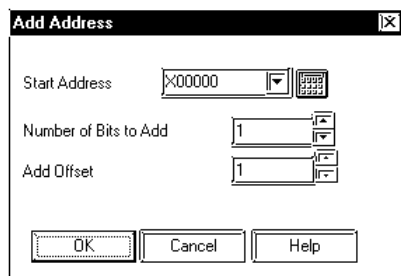 Add Address
Start Address X00000
Number of Bits to Add 1
Add Offset 1
OK Cancel Help